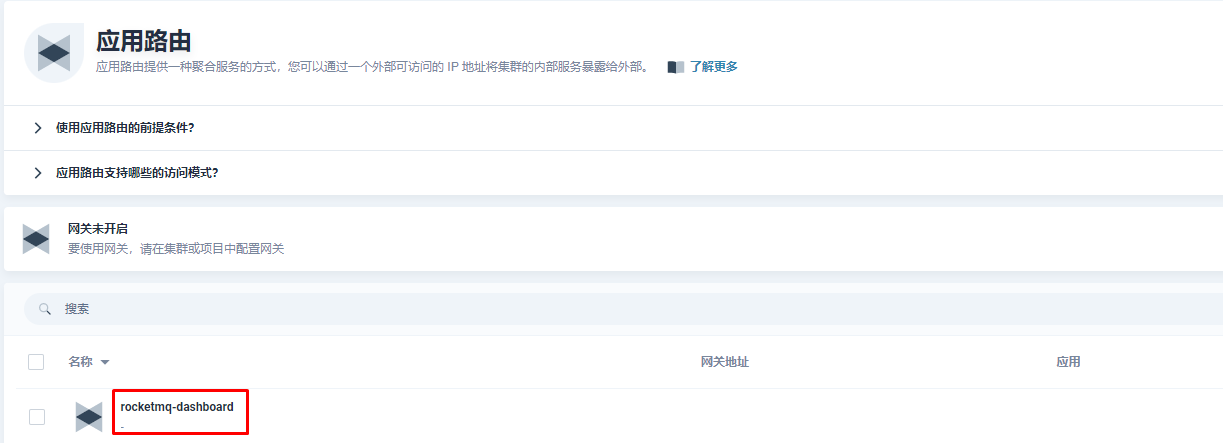 应用路由
应用路由提供一种聚合服务的方式，您可以通过一个外部可访问的 IP 地址将集群的内部服务暴露给外部。 了解更多
使用应用路由的前提条件?
应用路由支持哪些的访问模式?
网关未开启
要使用网关，请在集群或项目中配置网关
搜索
名称 网关地址 应用
rocketmq-dashboard
-